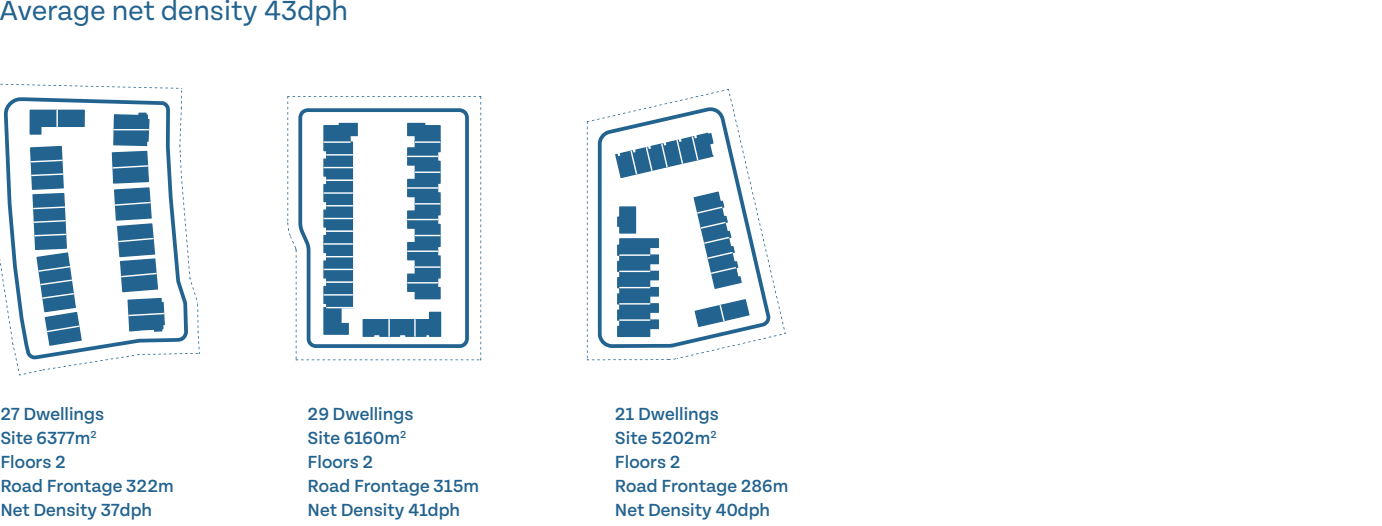 Average net density 43dph
27 Dwellings
Site 6377m²
Floors 2
Road Frontage 322m
Net Density 37dph
29 Dwellings
Site 6160m²
Floors 2
Road Frontage 315m
Net Density 41dph
21 Dwellings
Site 5202m²
Floors 2
Road Frontage 286m
Net Density 40dph